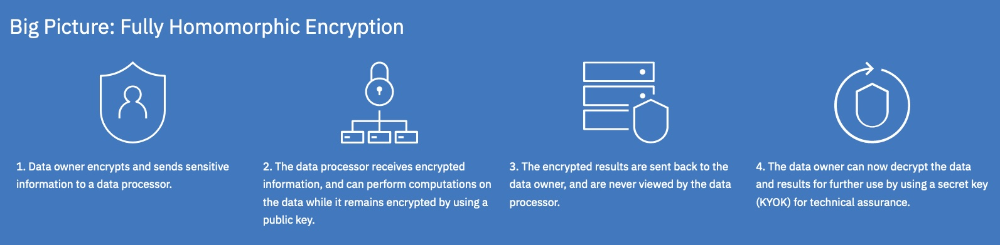 Big Picture: Fully Homomorphic Encryption
1. Data owner encrypts and sends sensitive
information to a data processor.
2. The data processor receives encrypted
information, and can perform computations on
the data while it remains encrypted by using a
public key.
3. The encrypted results are sent back to the
data owner, and are never viewed by the data
processor.
4. The data owner can now decrypt the data
and results for further use by using a secret key
(KYOK) for technical assurance.